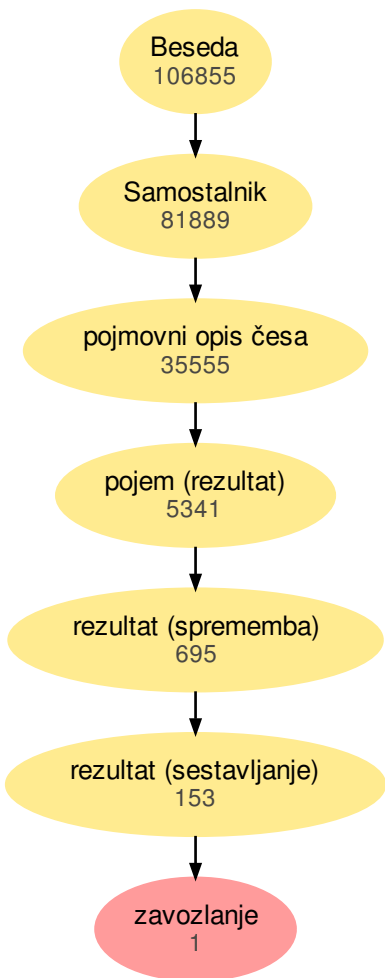 Beseda
106855
Samostalnik
81889
pojmovni opis česa
35555
pojem (rezultat)
5341
rezultat (sprememba)
695
rezultat (sestavljanje)
153
zavozlanje
1